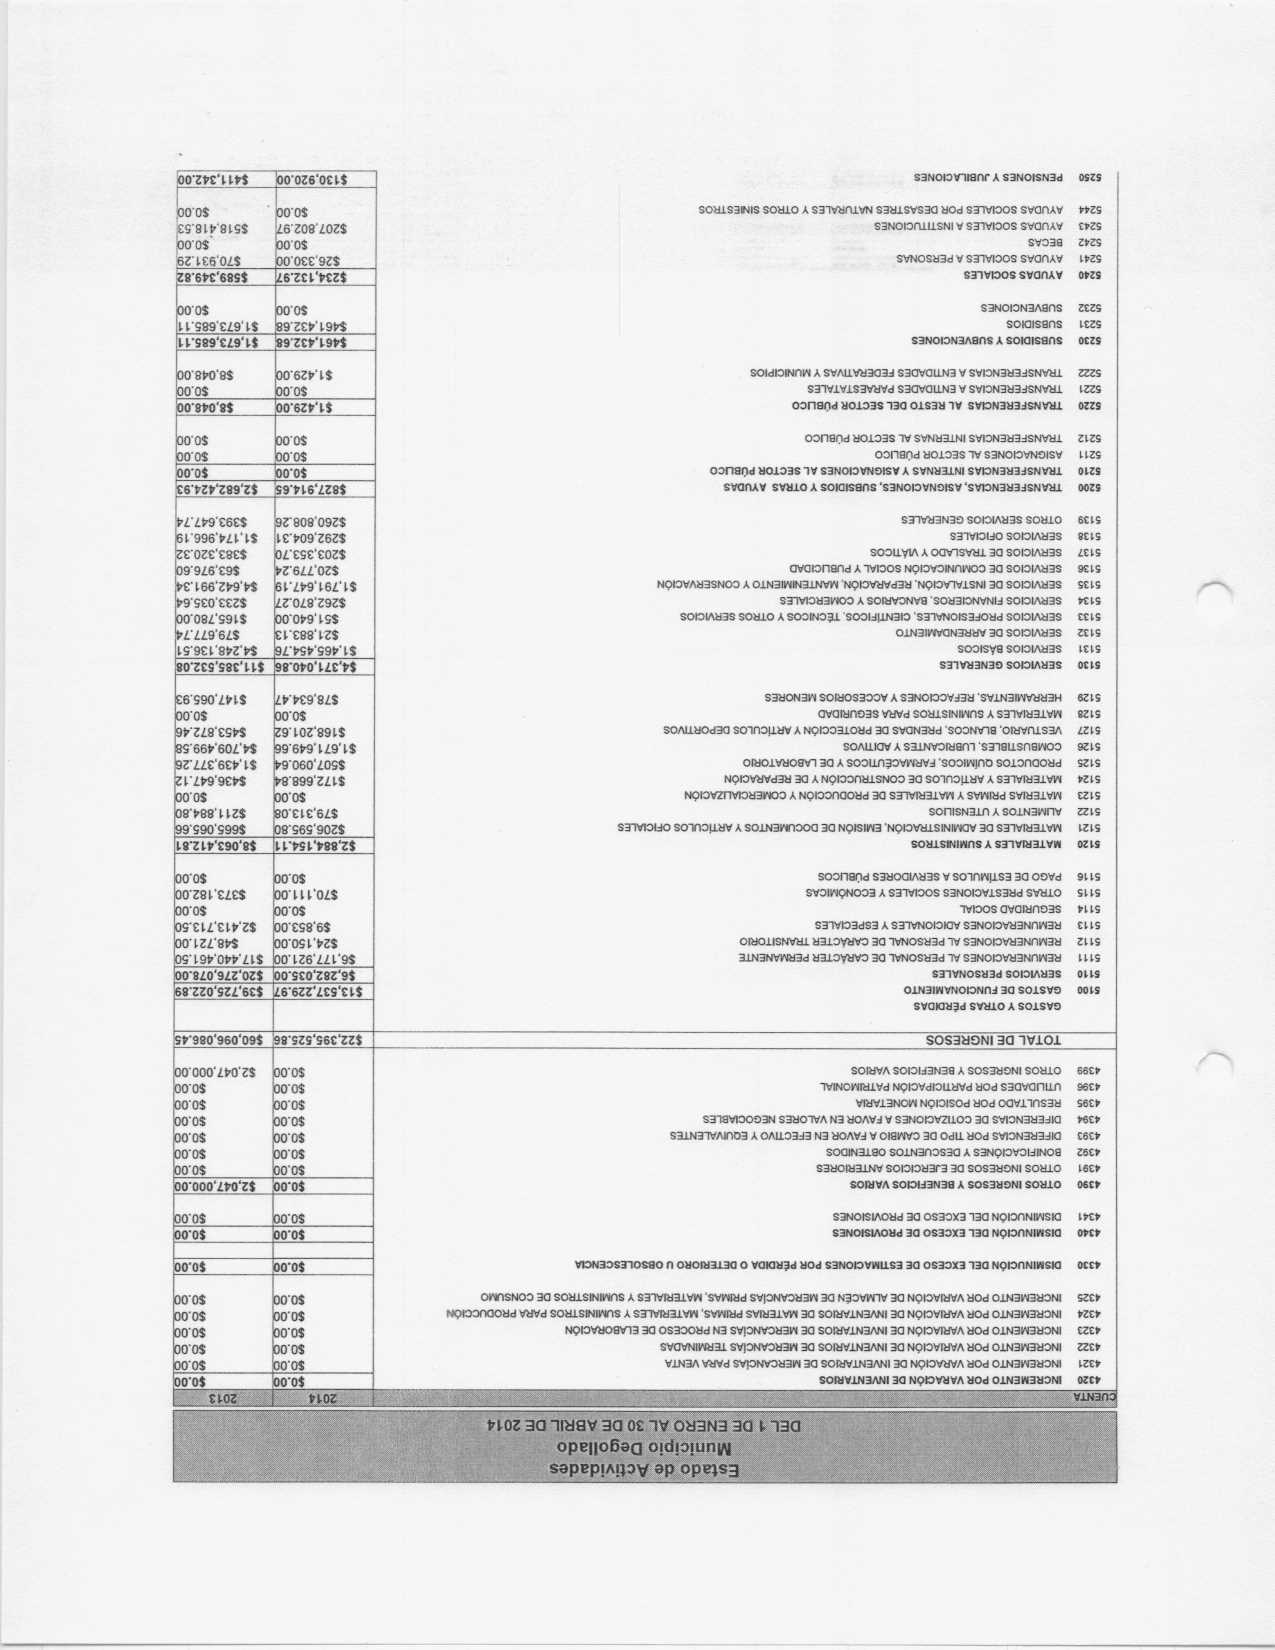 Estado de Actividades
Municipio Degollado
DEL 1 DE ENERO AL 30 DE ABRIL DE 2014
CUENTA 2014 2013
4320 INCREMENTO POR VARACIÓN DE INVENTARIOS $0.00 $0.00
4321 INCREMENTO POR VARACIÓN DE INVENTARIOS DE MERCANCÍAS PARA VENTA $0.00 $0.00
4322 INCREMENTO POR VARIACIÓN DE INVENTARIOS DE MERCANCÍAS TERMINADAS $0.00 $0.00
4323 INCREMENTO POR VARIACIÓN DE INVENTARIOS DE MERCANCÍAS EN PROCESO DE ELABORACIÓN $0.00 $0.00
4324 INCREMENTO POR VARIACIÓN DE INVENTARIOS DE MATERIAS PRIMAS, MATERIALES Y SUMINISTROS PARA PRODUCCIÓN $0.00 $0.00
4325 INCREMENTO POR VARIACIÓN DE ALMACÉN DE MERCANCÍAS PRIMAS, MATERIALES Y SUMINISTROS DE CONSUMO $0.00 $0.00
4330 DISMINUCIÓN DEL EXCESO DE ESTIMACIONES POR PÉRDIDA O DETERIORO U OBSOLESCENCIA $0.00 $0.00
4340 DISMINUCIÓN DEL EXCESO DE PROVISIONES $0.00 $0.00
4341 DISMINUCIÓN DEL EXCESO DE PROVISIONES $0.00 $0.00
4390 OTROS INGRESOS Y BENEFICIOS VARIOS $0.00 $2,047,000.00
4391 OTROS INGRESOS DE EJERCICIOS ANTERIORES $0.00 $0.00
4392 BONIFICACIÓNES Y DESCUENTOS OBTENIDOS $0.00 $0.00
4393 DIFERENCIAS POR TIPO DE CAMBIO A FAVOR EN EFECTIVO Y EQUIVALENTES $0.00 $0.00
4394 DIFERENCIAS DE COTIZACIONES A FAVOR EN VALORES NEGOCIABLES $0.00 $0.00
4395 RESULTADO POR POSICIÓN MONETARIA $0.00 $0.00
4396 UTILIDADES POR PARTICIPACIÓN PATRIMONIAL $0.00 $0.00
4399 OTROS INGRESOS Y BENEFICIOS VARIOS $0.00 $2,047,000.00
TOTAL DE INGRESOS $22,395,525.86 $60,096,086.45
GASTOS Y OTRAS PÉRDIDAS
5100 GASTOS DE FUNCIONAMIENTO $13,537,229.97 $39,725,022.89
5110 SERVICIOS PERSONALES $6,282,035.00 $20,276,078.00
5111 REMUNERACIONES AL PERSONAL DE CARÁCTER PERMANENTE $6,177,921.00 $17,440,461.50
5112 REMUNERACIONES AL PERSONAL DE CARÁCTER TRANSITORIO $24,150.00 $48,721.00
5113 REMUNERACIONES ADICIONALES Y ESPECIALES $9,853.00 $2,413,713.50
5114 SEGURIDAD SOCIAL $0.00 $0.00
5115 OTRAS PRESTACIONES SOCIALES Y ECONÓMICAS $70,111.00 $373,182.00
5116 PAGO DE ESTÍMULOS A SERVIDORES PÚBLICOS $0.00 $0.00
5120 MATERIALES Y SUMINISTROS $2,884,154.11 $8,063,412.81
5121 MATERIALES DE ADMINISTRACIÓN, EMISIÓN DE DOCUMENTOS Y ARTÍCULOS OFICIALES $206,595.80 $665,065.66
5122 ALIMENTOS Y UTENSILIOS $79,313.08 $211,884.80
5123 MATERIAS PRIMAS Y MATERIALES DE PRODUCCIÓN Y COMERCIALIZACIÓN $0.00 $0.00
5124 MATERIALES Y ARTÍCULOS DE CONSTRUCCIÓN Y DE REPARACIÓN $172,668.84 $436,647.12
5125 PRODUCTOS QUÍMICOS, FARMACÉUTICOS Y DE LABORATORIO $507,090.64 $1,439,377.26
5126 COMBUSTIBLES, LUBRICANTES Y ADITIVOS $1,671,649.66 $4,709,499.58
5127 VESTUARIO, BLANCOS, PRENDAS DE PROTECCIÓN Y ARTÍCULOS DEPORTIVOS $168,201.62 $453,872.46
5128 MATERIALES Y SUMINISTROS PARA SEGURIDAD $0.00 $0.00
5129 HERRAMIENTAS, REFACCIONES Y ACCESORIOS MENORES $78,634.47 $147,065.93
5130 SERVICIOS GENERALES $4,371,040.86 $11,385,532.08
5131 SERVICIOS BÁSICOS $1,465,454.76 $4,248,136.51
5132 SERVICIOS DE ARRENDAMIENTO $21,883.13 $79,677.74
5133 SERVICIOS PROFESIONALES, CIENTÍFICOS, TÉCNICOS Y OTROS SERVICIOS $51,640.00 $165,780.00
5134 SERVICIOS FINANCIEROS, BANCARIOS Y COMERCIALES $262,870.27 $233,035.64
5135 SERVICIOS DE INSTALACIÓN, REPARACIÓN, MANTENIMIENTO Y CONSERVACIÓN $1,791,647.19 $4,642,991.34
5136 SERVICIOS DE COMUNICACIÓN SOCIAL Y PUBLICIDAD $20,779.24 $63,976.60
5137 SERVICIOS DE TRASLADO Y VIÁTICOS $203,353.70 $383,320.32
5138 SERVICIOS OFICIALES $292,604.31 $1,174,966.19
5139 OTROS SERVICIOS GENERALES $260,808.26 $393,647.74
5200 TRANSFERENCIAS, ASIGNACIONES, SUBSIDIOS Y OTRAS AYUDAS $827,914.65 $2,682,424.93
5210 TRANSFERENCIAS INTERNAS Y ASIGNACIONES AL SECTOR PÚBLICO $0.00 $0.00
5211 ASIGNACIONES AL SECTOR PÚBLICO $0.00 $0.00
5212 TRANSFERENCIAS INTERNAS AL SECTOR PÚBLICO $0.00 $0.00
5220 TRANSFERENCIAS AL RESTO DEL SECTOR PÚBLICO $1,429.00 $8,048.00
5221 TRANSFERENCIAS A ENTIDADES PARAESTATALES $0.00 $0.00
5222 TRANSFERENCIAS A ENTIDADES FEDERATIVAS Y MUNICIPIOS $1,429.00 $8,048.00
5230 SUBSIDIOS Y SUBVENCIONES $461,432.68 $1,673,685.11
5231 SUBSIDIOS $461,432.68 $1,673,685.11
5232 SUBVENCIONES $0.00 $0.00
5240 AYUDAS SOCIALES $234,132.97 $589,349.82
5241 AYUDAS SOCIALES A PERSONAS $26,330.00 $70,931.29
5242 BECAS $0.00 $0.00
5243 AYUDAS SOCIALES A INSTITUCIONES $207,802.97 $518,418.53
5244 AYUDAS SOCIALES POR DESASTRES NATURALES Y OTROS SINIESTROS $0.00 $0.00
5250 PENSIONES Y JUBILACIONES $130,920.00 $411,342.00